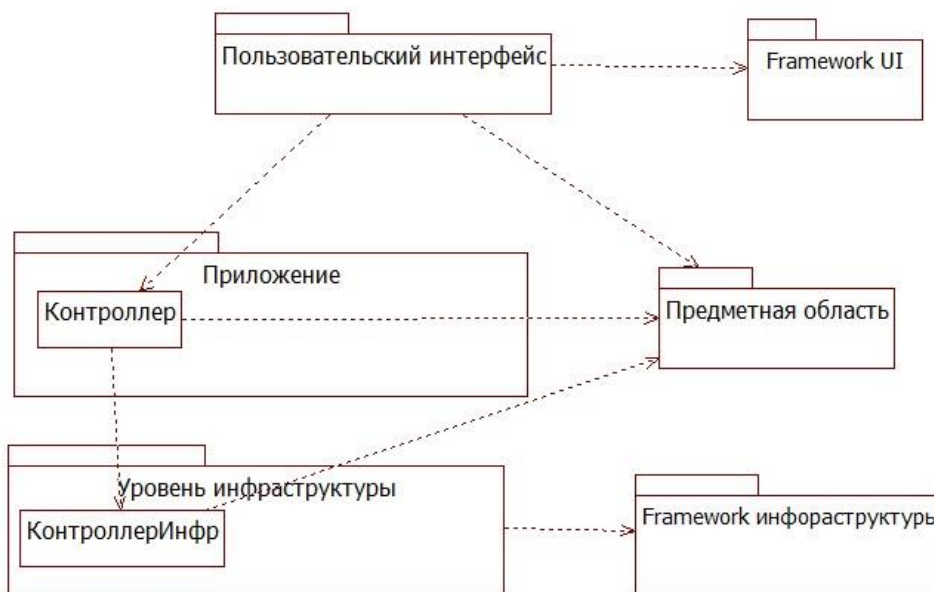 Пользовательский интерфейс
Framework UI
Приложение
Контроллер
Предметная область
Уровень инфраструктуры
КонтроллерИнфр
Framework инфораструктуры